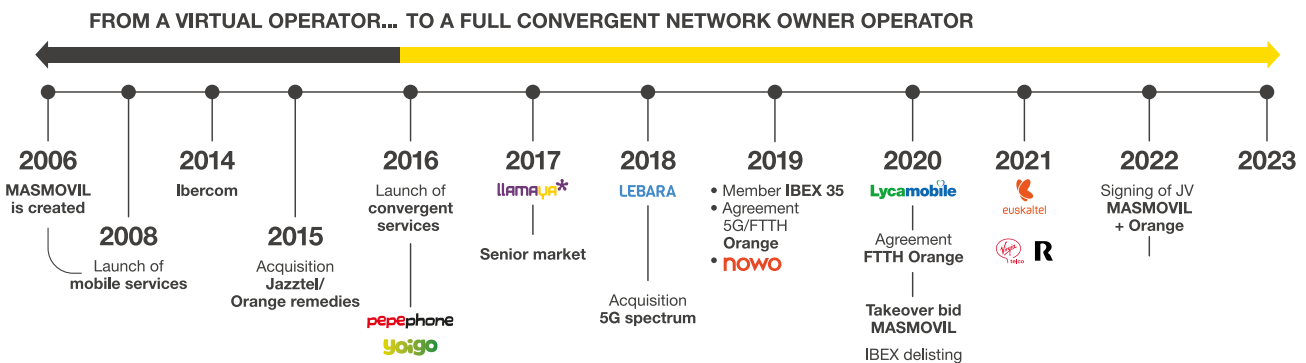 FROM A VIRTUAL OPERATOR... TO A FULL CONVERGENT NETWORK OWNER OPERATOR
2006
MASMOVIL
is created
2008
Launch of
mobile services
2014
Ibercom
2015
Acquisition
Jazztel/
Orange remedies
2016
Launch of
convergent
services
pepephone
yoigo
2017
LLAMAYA*
Senior market
2018
LEBARA
Acquisition
5G spectrum
2019
• Member IBEX 35
• Agreement
5G/FTTH
Orange
• nowo
2020
Lycamobile
Agreement
FTTH Orange
Takeover bid
MASMOVIL
IBEX delisting
2021
euskaltel
Virgin
telco
R
2022
Signing of JV
MASMOVIL
+ Orange
2023